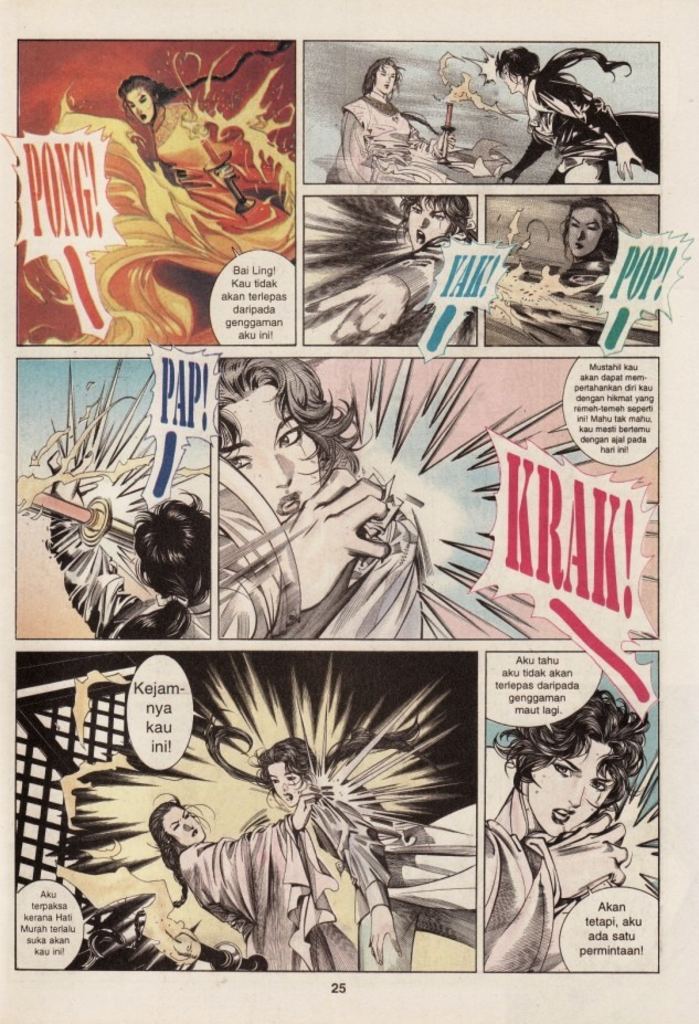 PONG!
Bai Ling!
Kau tidak
akan terlepas
daripada
genggaman
aku ini!
YAK!
POP!
PAP!
Mustahil kau
akan dapat mem-
pertahankan diri kau
dengan hikmat yang
remeh-temeh seperti
ini! Mahu tak mahu,
kau mesti bertemu
dengan ajal pada
hari ini!
KRAK!
Kejam-
nya
kau
ini!
Aku
terpaksa
kerana Hati
Murah terlalu
suka akan
kau ini!
Aku tahu
aku tidak akan
terlepas daripada
genggaman
maut lagi.
Akan
tetapi, aku
ada satu
permintaan!
25